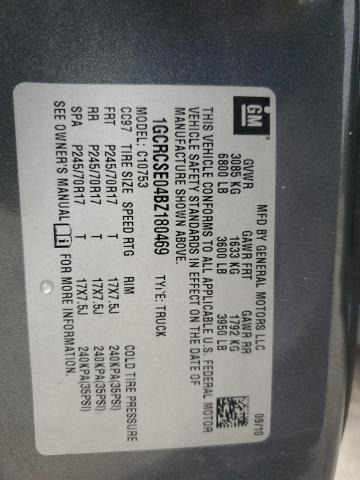 GM
MFD BY GENERAL MOTORS LLC 09/10
GVWR GAWR FRT GAWR RR
3085 KG 1633 KG 1792 KG
6800 LB 3600 LB 3950 LB
THIS VEHICLE CONFORMS TO ALL APPLICABLE U.S. FEDERAL MOTOR
VEHICLE SAFETY STANDARDS IN EFFECT ON THE DATE OF
MANUFACTURE SHOWN ABOVE.
1GCRCSE04BZ180469 TYPE: TRUCK
MODEL: C10753
CC97 TIRE SIZE SPEED RTG RIM COLD TIRE PRESSURE
FRT P245/70R17 T 17X7.5J 240KPA(35PSI)
RR P245/70R17 T 17X7.5J 240KPA(35PSI)
SPA P245/70R17 T 17X7.5J 240KPA(35PSI)
SEE OWNER'S MANUAL FOR MORE INFORMATION.